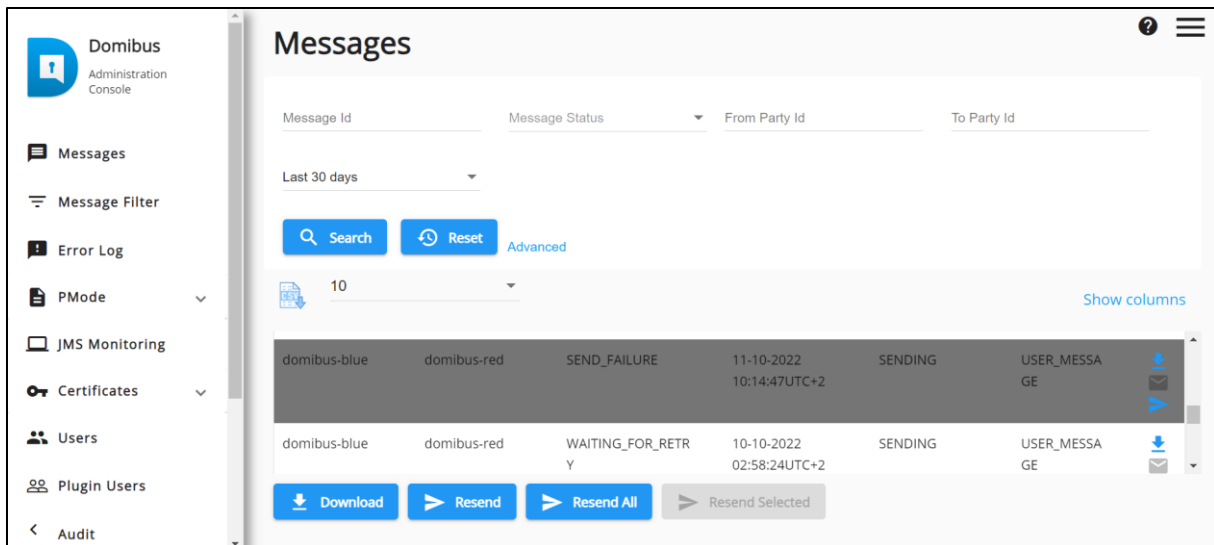 Domibus
Administration
Console
Messages
Message Filter
Error Log
PMode
JMS Monitoring
Certificates
Users
Plugin Users
Audit
Messages
Message Id
Message Status
From Party Id
To Party Id
Last 30 days
Search
Reset
Advanced
CSV
10
Show columns
domibus-blue domibus-red SEND_FAILURE 11-10-2022 SENDING USER_MESSA
10:14:47UTC+2 GE
domibus-blue domibus-red WAITING_FOR_RETR 10-10-2022 SENDING USER_MESSA
Y 02:58:24UTC+2 GE
Download
Resend
Resend All
Resend Selected